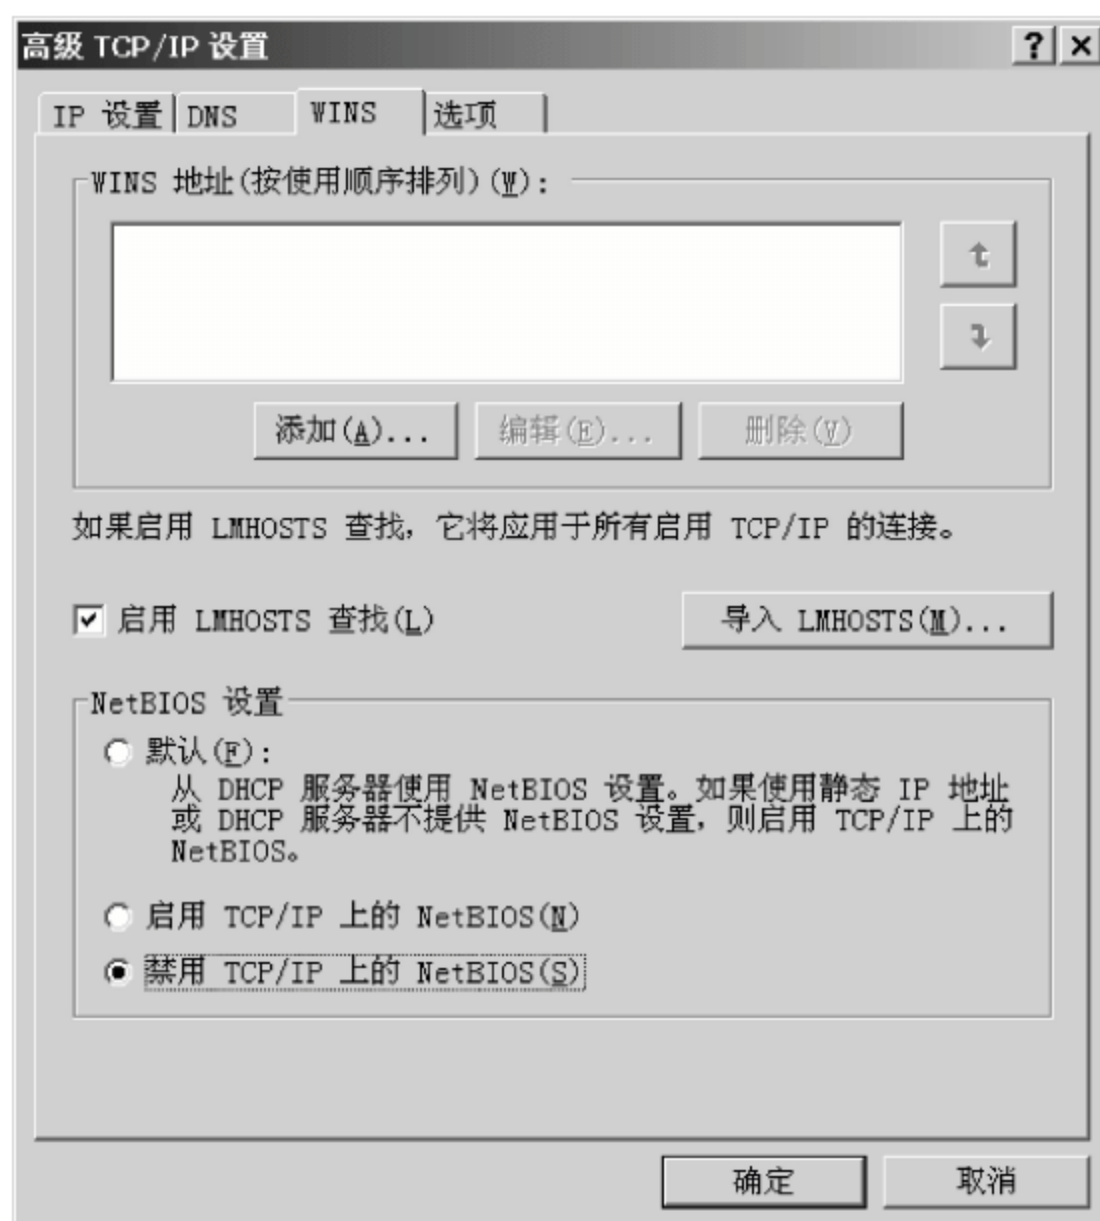 高级 TCP/IP 设置
IP 设置 DNS WINS 选项
WINS 地址(按使用顺序排列)(W):
添加(A)... 编辑(E)... 删除(V)
如果启用 LMHOSTS 查找，它将应用于所有启用 TCP/IP 的连接。
启用 LMHOSTS 查找(L) 导入 LMHOSTS(M)...
NetBIOS 设置
默认(F):
从 DHCP 服务器使用 NetBIOS 设置。如果使用静态 IP 地址
或 DHCP 服务器不提供 NetBIOS 设置，则启用 TCP/IP 上的
NetBIOS。
启用 TCP/IP 上的 NetBIOS(N)
禁用 TCP/IP 上的 NetBIOS(S)
确定 取消